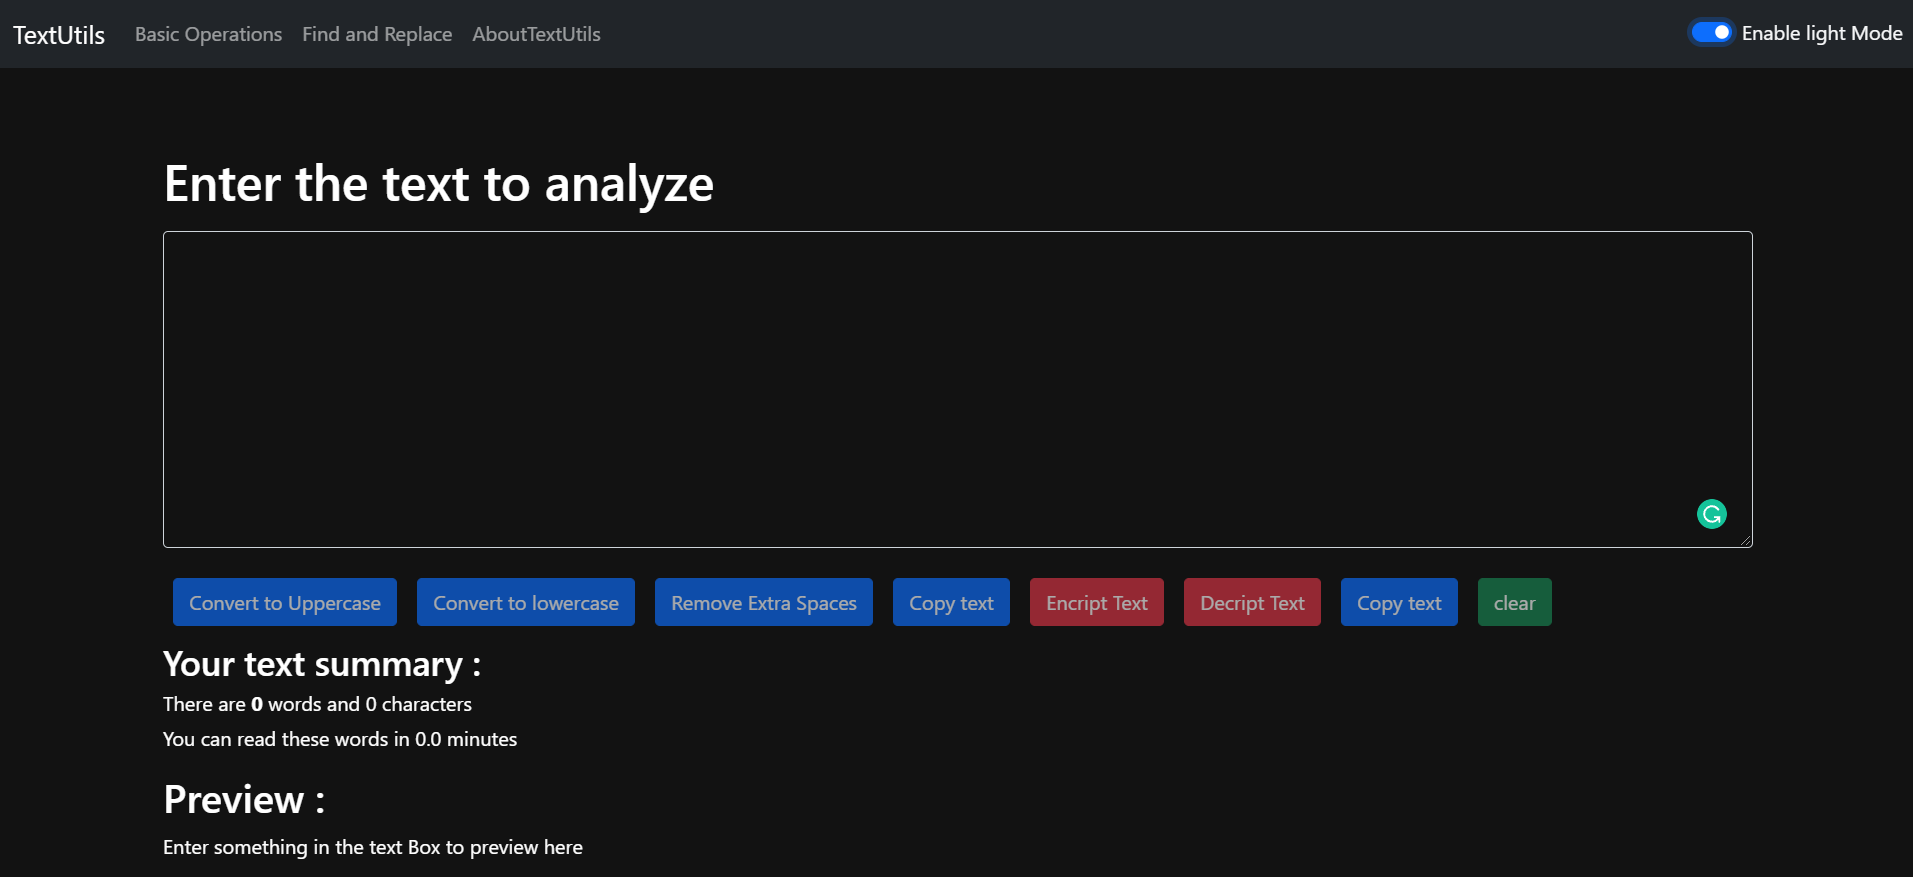 TextUtils Basic Operations Find and Replace AboutTextUtils Enable light Mode
Enter the text to analyze
Convert to Uppercase Convert to lowercase Remove Extra Spaces Copy text Encript Text Decript Text Copy text clear
Your text summary :
There are 0 words and 0 characters
You can read these words in 0.0 minutes
Preview :
Enter something in the text Box to preview here